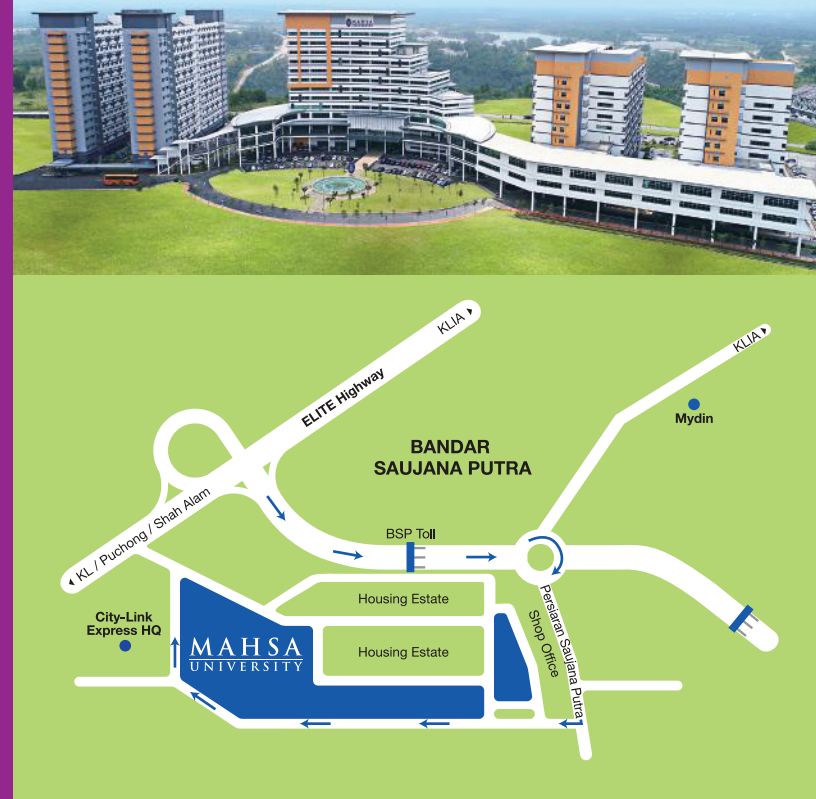 MAHSA
KLIA
KLIA
ELITE Highway
Mydin
BANDAR
SAUJANA PUTRA
KL / Puchong / Shah Alam
BSP Toll
Persiaran Saujana Putra
Shop Office
Housing Estate
City-Link
Express HQ
MAHSA
UNIVERSITY
Housing Estate